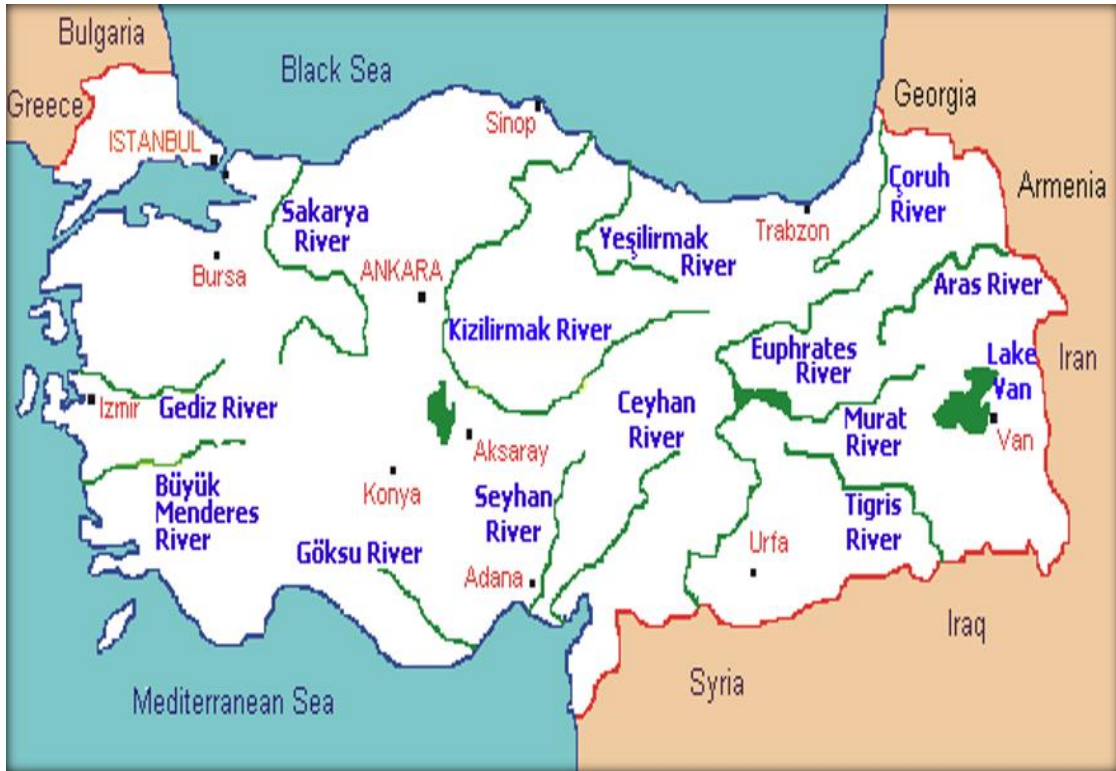 Bulgaria
Black Sea
Greece
Georgia
Sinop
ISTANBUL
Çoruh
River
Armenia
Sakarya
River
Yeşilirmak
River
Trabzon
Bursa
ANKARA
Aras River
Kizilirmak River
Euphrates
River
Lake
Van
Iran
Izmir
Gediz River
Ceyhan
River
Murat
River
Van
Aksaray
Konya
Büyük
Menderes
River
Seyhan
River
Tigris
River
Göksu River
Urfa
Adana
Iraq
Syria
Mediterranean Sea